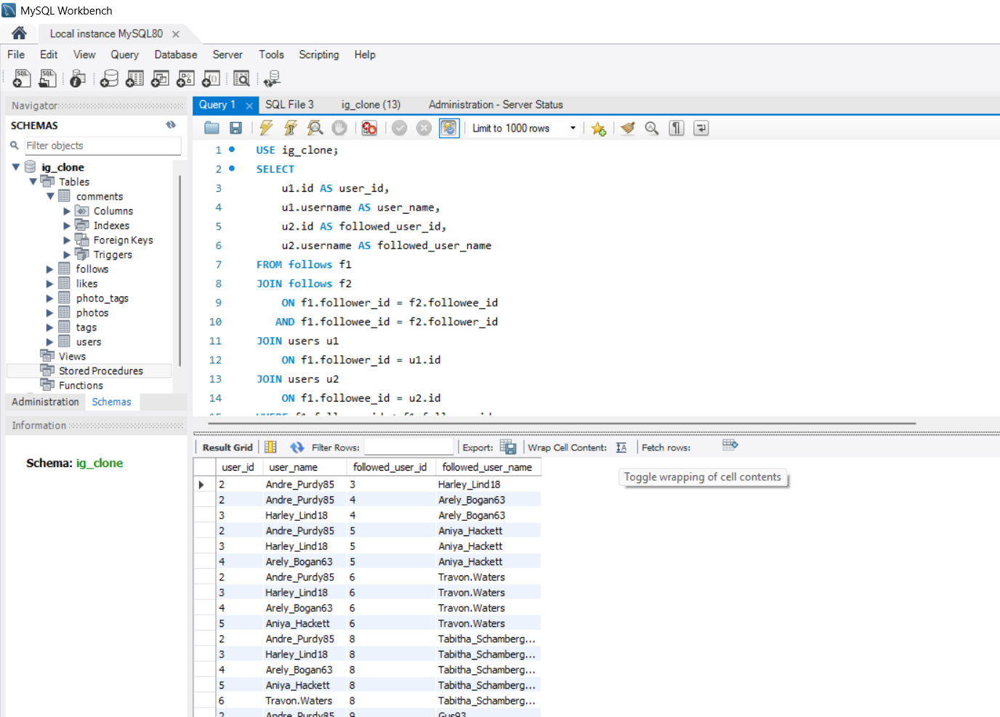 MySQL Workbench
Local instance MySQL80
File Edit View Query Database Server Tools Scripting Help
Navigator
SCHEMAS
Filter objects
ig_clone
Tables
comments
Columns
Indexes
Foreign Keys
Triggers
follows
likes
photo_tags
photos
tags
users
Views
Stored Procedures
Functions
Administration Schemas
Information
Schema: ig_clone
Query 1 SQL File 3 ig_clone (13) Administration - Server Status
Limit to 1000 rows
1 USE ig_clone;
2 SELECT
3 u1.id AS user_id,
4 u1.username AS user_name,
5 u2.id AS followed_user_id,
6 u2.username AS followed_user_name
7 FROM follows f1
8 JOIN follows f2
9 ON f1.follower_id = f2.followee_id
10 AND f1.followee_id = f2.follower_id
11 JOIN users u1
12 ON f1.follower_id = u1.id
13 JOIN users u2
14 ON f1.followee_id = u2.id
Result Grid Filter Rows: Export: Wrap Cell Content: Fetch rows:
Toggle wrapping of cell contents
user_id user_name followed_user_id followed_user_name
2 Andre_Purdy85 3 Harley_Lind18
2 Andre_Purdy85 4 Arely_Bogan63
3 Harley_Lind18 4 Arely_Bogan63
2 Andre_Purdy85 5 Aniya_Hackett
3 Harley_Lind18 5 Aniya_Hackett
4 Arely_Bogan63 5 Aniya_Hackett
2 Andre_Purdy85 6 Travon.Waters
3 Harley_Lind18 6 Travon.Waters
4 Arely_Bogan63 6 Travon.Waters
5 Aniya_Hackett 6 Travon.Waters
2 Andre_Purdy85 8 Tabitha_Schamberg...
3 Harley_Lind18 8 Tabitha_Schamberg...
4 Arely_Bogan63 8 Tabitha_Schamberg...
5 Aniya_Hackett 8 Tabitha_Schamberg...
6 Travon.Waters 8 Tabitha_Schamberg...
2 Andre_Purdy85 9 Gus93